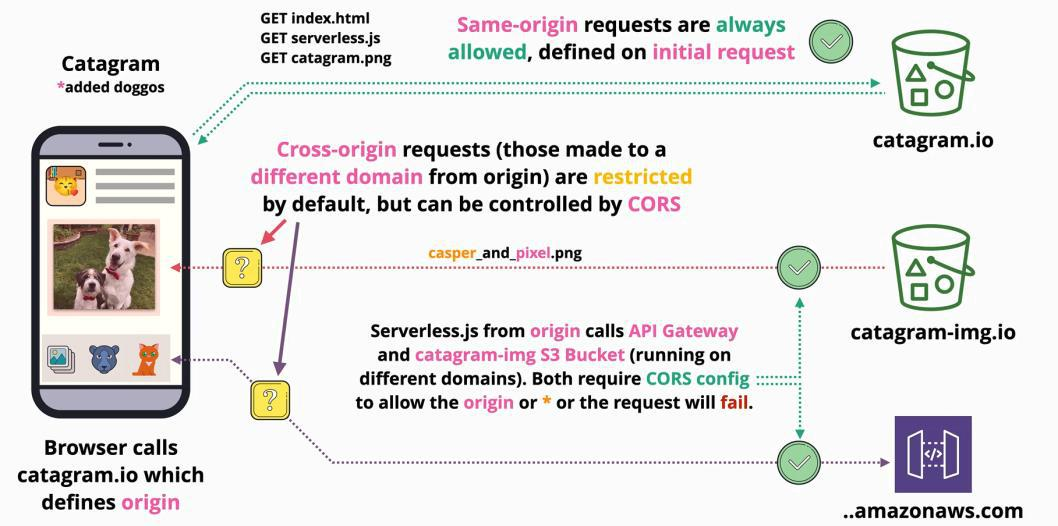 GET index.html
GET serverless.js
GET catagram.png
Same-origin requests are always
allowed, defined on initial request
Catagram
*added doggos
catagram.io
Cross-origin requests (those made to a
different domain from origin) are restricted
by default, but can be controlled by CORS
?
casper_and_pixel.png
catagram-img.io
Serverless.js from origin calls API Gateway
and catagram-img S3 Bucket (running on
different domains). Both require CORS config
to allow the origin or * or the request will fail.
?
</>
Browser calls
catagram.io which
defines origin
..amazonaws.com